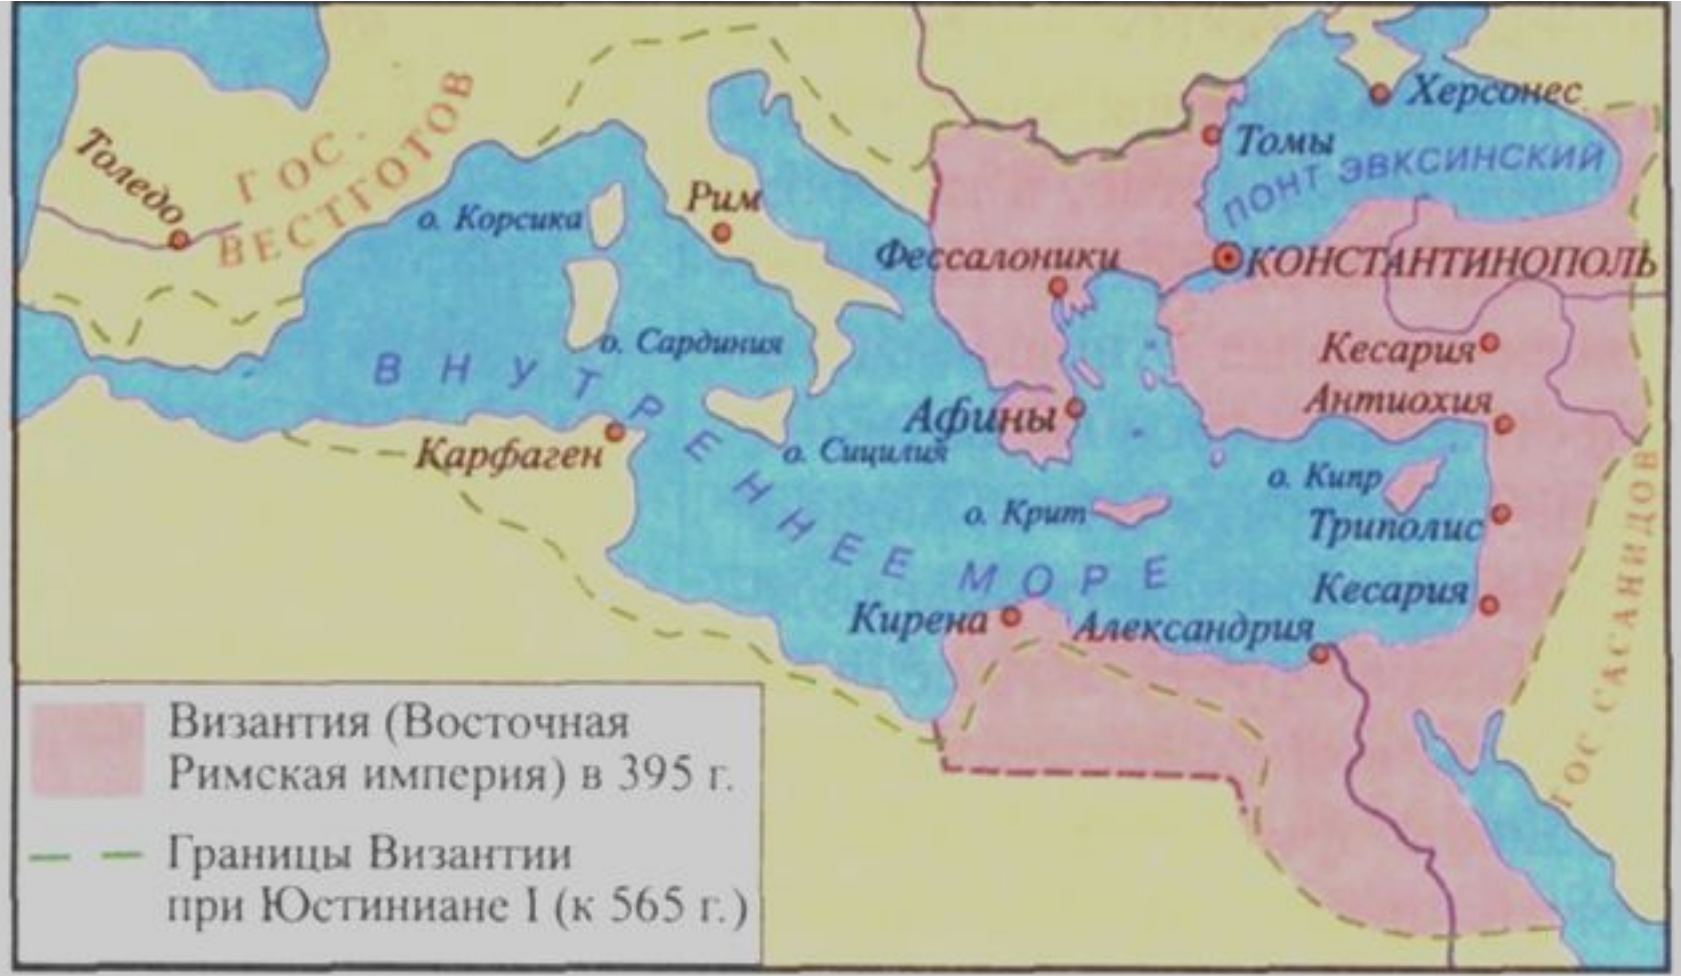 Херсонес
Томы
ПОНТ ЭВКСИНСКИЙ
Толедо
ГОС.
ВЕСТГОТОВ
о. Корсика
Рим
Фессалоники
КОНСТАНТИНОПОЛЬ
о. Сардиния
Кесария
Антиохия
ВНУТРЕННЕЕ МОРЕ
Афины
Карфаген
о. Сицилия
о. Кипр
о. Крит
Триполис
Кесария
Кирена
Александрия
ГОС. САСАНИДОВ
Византия (Восточная
Римская империя) в 395 г.
Границы Византии
при Юстиниане I (к 565 г.)